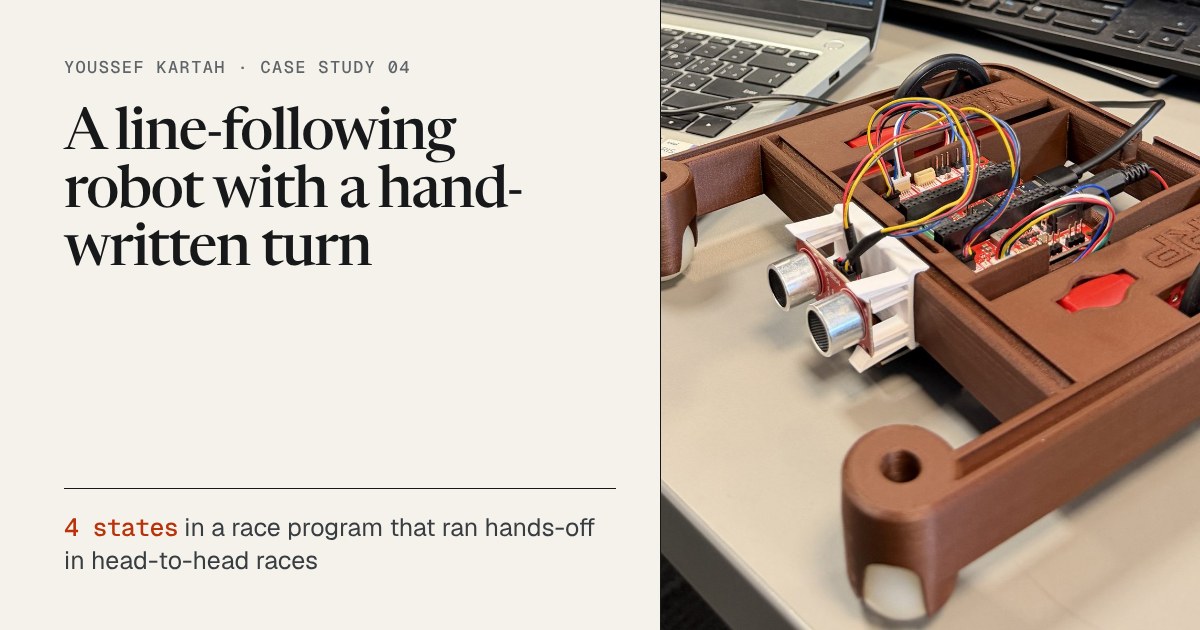 YOUSSEF KARTAH · CASE STUDY 04
A line-following
robot with a hand-
written turn
4 states in a race program that ran hands-off
in head-to-head races